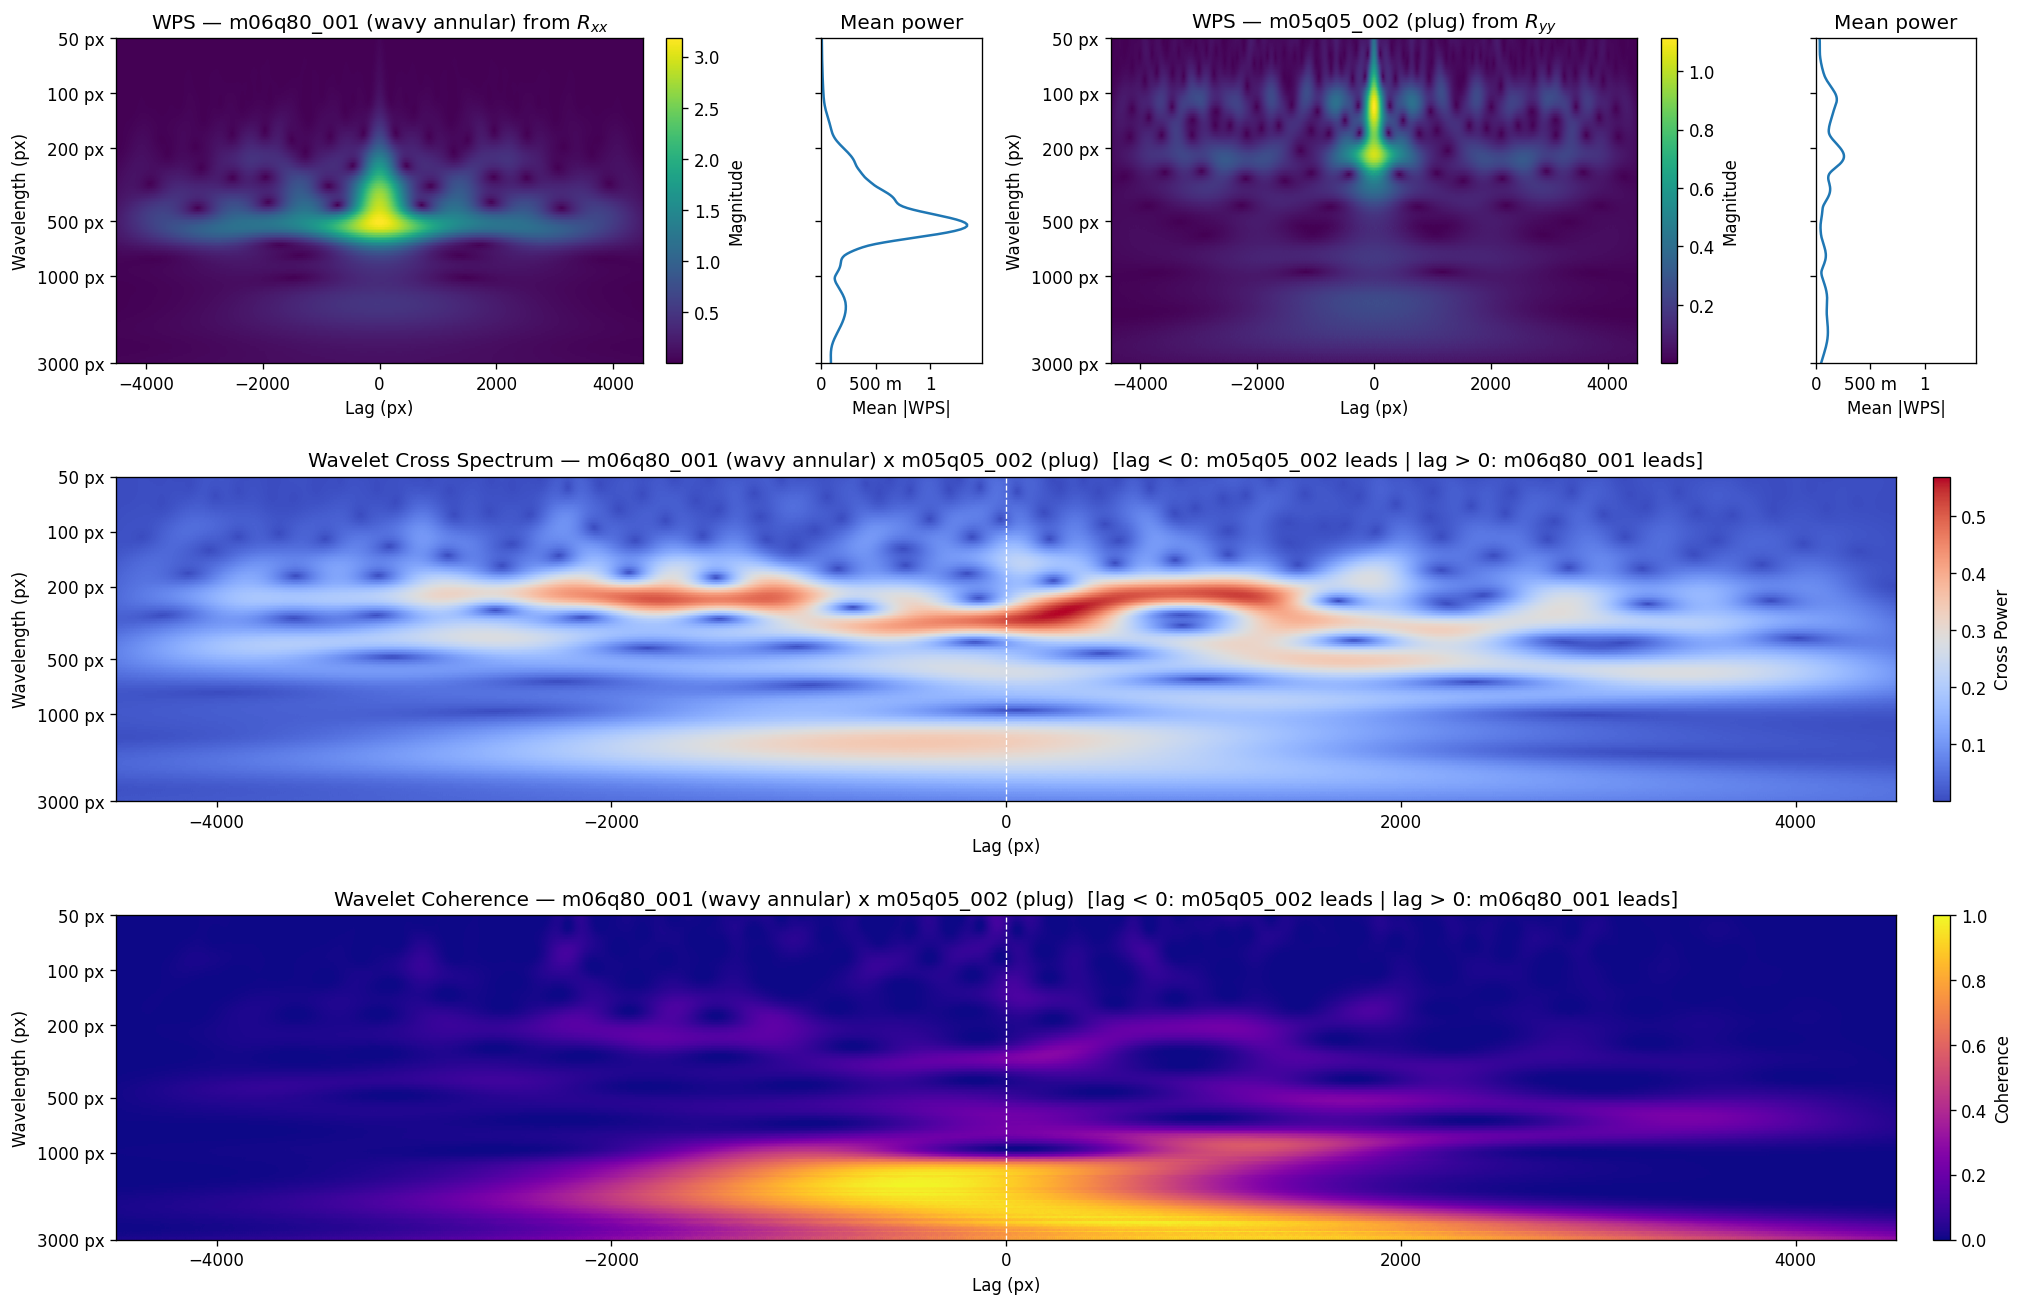 WPS — m06q80_001 (wavy annular) from Rxx
Mean power
WPS — m05q05_002 (plug) from Ryy
Mean power
50 px
100 px
200 px
500 px
1000 px
3000 px
Wavelength (px)
−4000
−2000
0
2000
4000
Lag (px)
3.0
2.5
2.0
1.5
1.0
0.5
Magnitude
0
500 m
1
Mean |WPS|
50 px
100 px
200 px
500 px
1000 px
3000 px
Wavelength (px)
−4000
−2000
0
2000
4000
Lag (px)
1.0
0.8
0.6
0.4
0.2
Magnitude
0
500 m
1
Mean |WPS|
Wavelet Cross Spectrum — m06q80_001 (wavy annular) x m05q05_002 (plug)  [lag < 0: m05q05_002 leads | lag > 0: m06q80_001 leads]
50 px
100 px
200 px
500 px
1000 px
3000 px
Wavelength (px)
−4000
−2000
0
2000
4000
Lag (px)
0.5
0.4
0.3
0.2
0.1
Cross Power
Wavelet Coherence — m06q80_001 (wavy annular) x m05q05_002 (plug)  [lag < 0: m05q05_002 leads | lag > 0: m06q80_001 leads]
50 px
100 px
200 px
500 px
1000 px
3000 px
Wavelength (px)
−4000
−2000
0
2000
4000
Lag (px)
1.0
0.8
0.6
0.4
0.2
0.0
Coherence